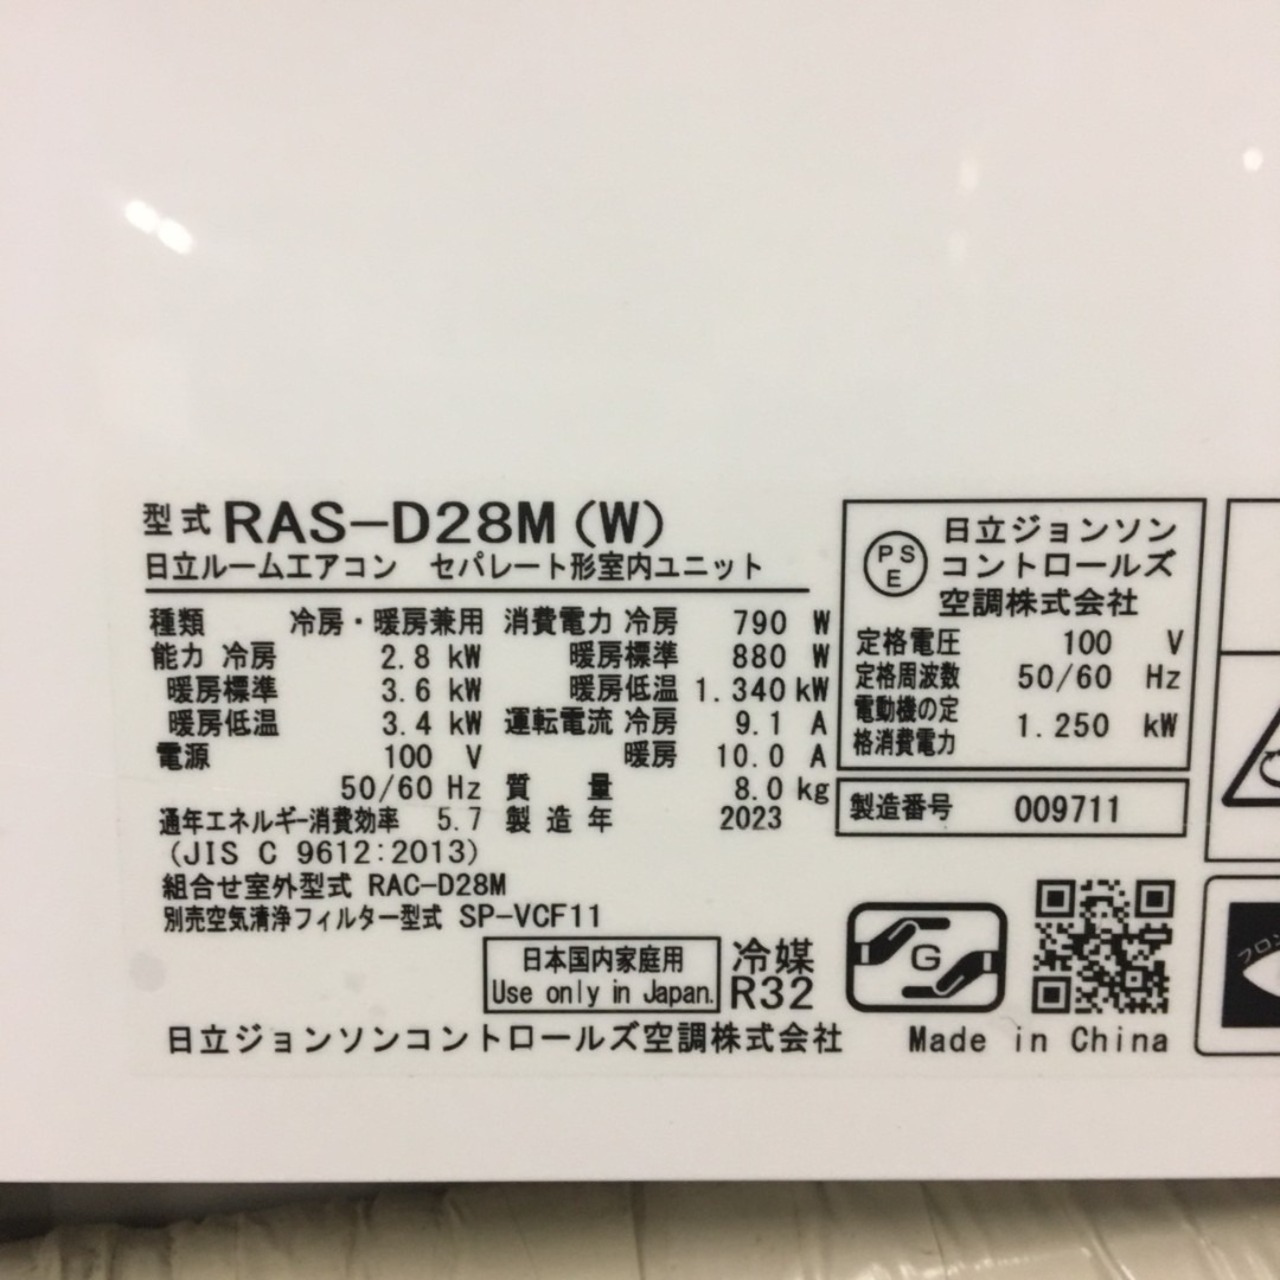 型式 RAS-D28M (W)
日立ルームエアコン セパレート形室内ユニット
種類 冷房・暖房兼用 消費電力 冷房 790 W
能力 冷房 2.8 kW 暖房標準 880 W
暖房標準 3.6 kW 暖房低温 1.340 kW
暖房低温 3.4 kW 運転電流 冷房 9.1 A
電源 100 V 暖房 10.0 A
50/60 Hz 質量 8.0 kg
通年エネルギー消費効率 5.7 製造年 2023
(JIS C 9612:2013)
組合せ室外型式 RAC-D28M
別売空気清浄フィルター型式 SP-VCF11
日本国内家庭用
Use only in Japan.
冷媒
R32
日立ジョンソンコントロールズ空調株式会社
PS
E
日立ジョンソン
コントロールズ
空調株式会社
定格電圧 100 V
定格周波数 50/60 Hz
電動機の定
格消費電力 1.250 kW
製造番号 009711
G
Made in China
フロン